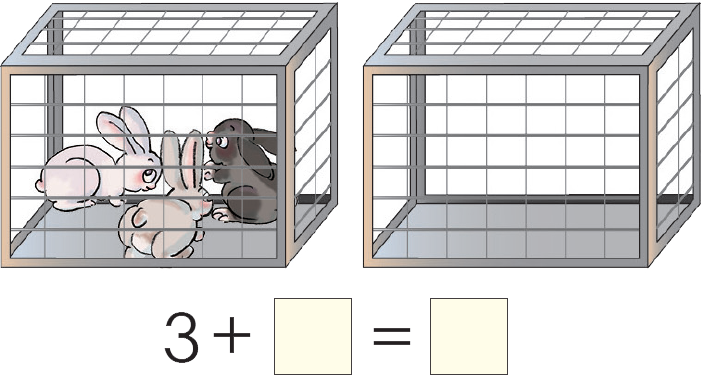 3 + =